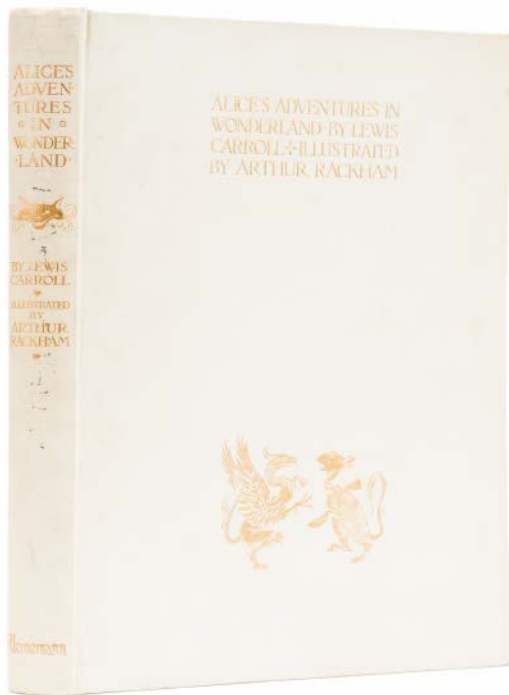 ALICE'S
ADVEN-
TURES
IN
WONDER
·LAND·
BY LEWIS
CARROLL
ILLUSTRATED
BY
ARTHUR
RACKHAM
Heinemann
ALICE'S ADVENTURES IN
WONDERLAND·BY LEWIS
CARROLL·ILLUSTRATED
BY ARTHUR RACKHAM